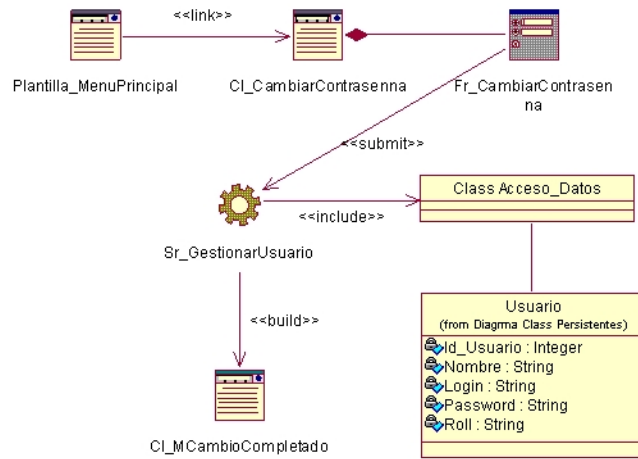 <<link>>
Plantilla_MenuPrincipal
Cl_CambiarContrasenna
Fr_CambiarContrasen
na
<<submit>>
Class Acceso_Datos
<<include>>
Sr_GestionarUsuario
<<build>>
Usuario
(from Diagrma Class Persistentes)
Id_Usuario : Integer
Nombre : String
Login : String
Password : String
Roll : String
Cl_MCambioCompletado